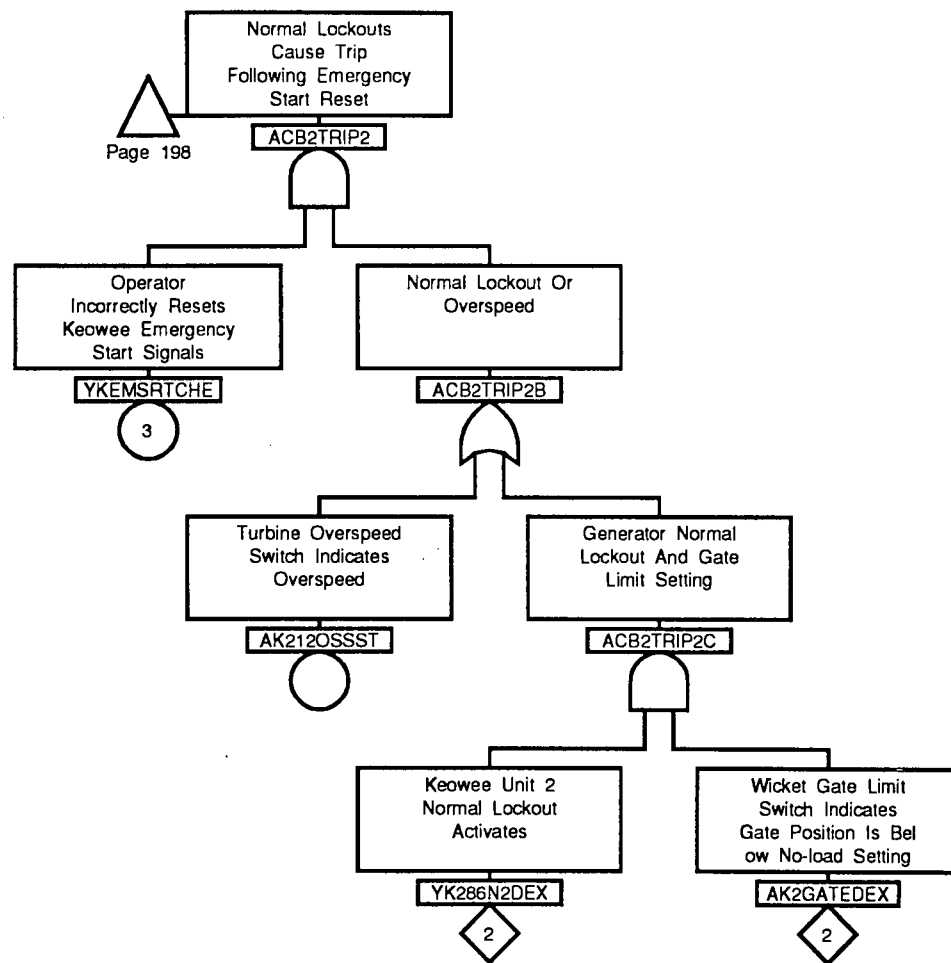 Normal Lockouts
Cause Trip
Following Emergency
Start Reset
Page 198
ACB2TRIP2
Operator
Incorrectly Resets
Keowee Emergency
Start Signals
YKEMSRTCHE
3
Normal Lockout Or
Overspeed
ACB2TRIP2B
Turbine Overspeed
Switch Indicates
Overspeed
AK212OSSST
Generator Normal
Lockout And Gate
Limit Setting
ACB2TRIP2C
Keowee Unit 2
Normal Lockout
Activates
YK286N2DEX
2
Wicket Gate Limit
Switch Indicates
Gate Position Is Bel
ow No-load Setting
AK2GATEDEX
2